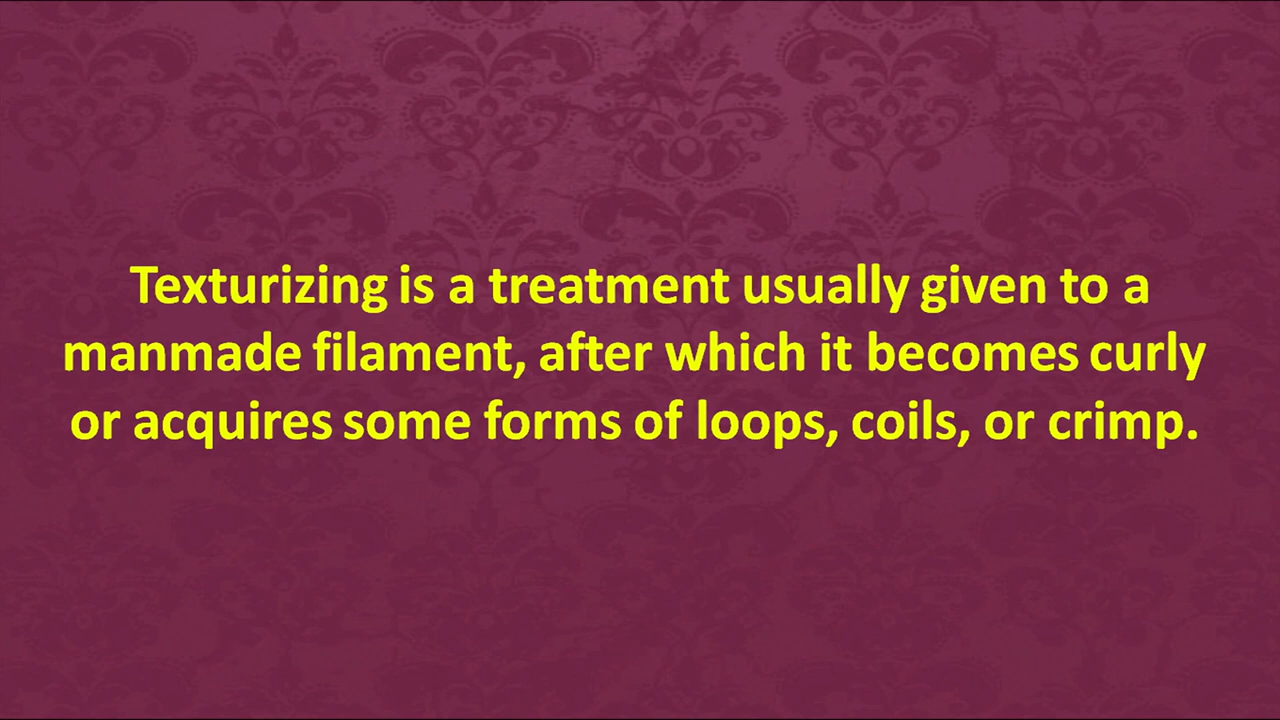 Texturizing is a treatment usually given to a
manmade filament, after which it becomes curly
or acquires some forms of loops, coils, or crimp.